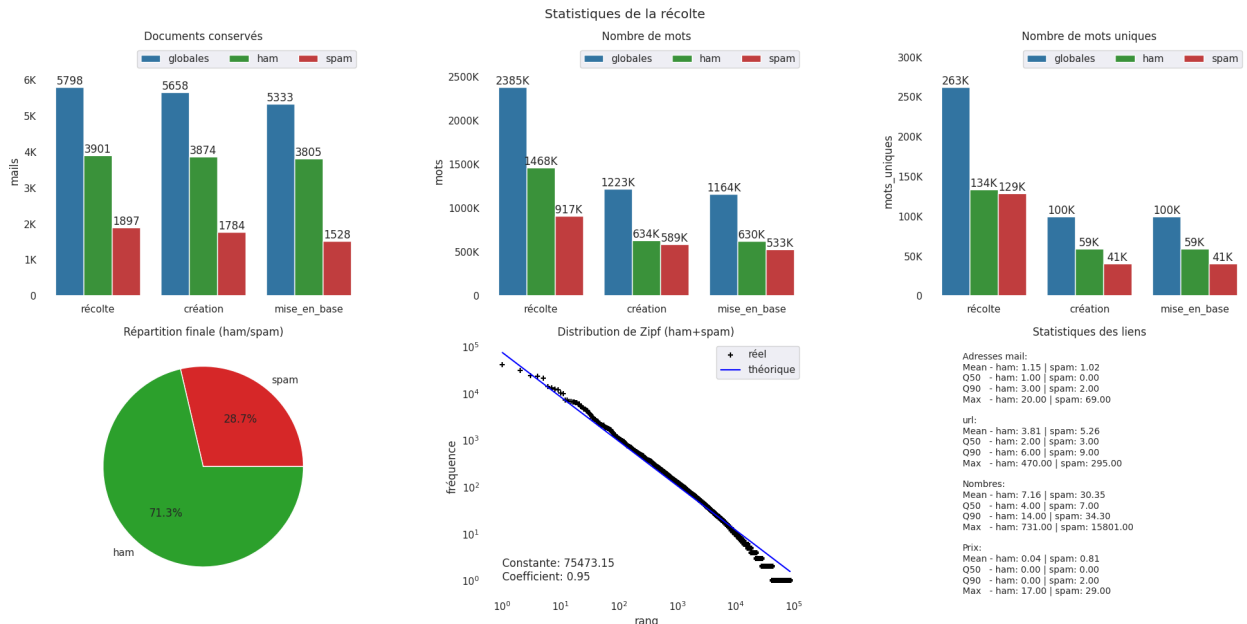 Statistiques de la récolte
Documents conservés
globales ham spam
6K
5K
4K
3K
2K
1K
0
mails
5798
3901
1897
5658
3874
1784
5333
3805
1528
récolte création mise_en_base
Nombre de mots
globales ham spam
2500K
2000K
1500K
1000K
500K
0
mots
2385K
1468K
917K
1223K
634K
589K
1164K
630K
533K
récolte création mise_en_base
Nombre de mots uniques
globales ham spam
300K
250K
200K
150K
100K
50K
0
mots_uniques
263K
134K
129K
100K
59K
41K
100K
59K
41K
récolte création mise_en_base
Répartition finale (ham/spam)
spam
28.7%
71.3%
ham
Distribution de Zipf (ham+spam)
réel
théorique
10⁵
10⁴
10³
10²
10¹
10⁰
fréquence
Constante: 75473.15
Coefficient: 0.95
10⁰ 10¹ 10² 10³ 10⁴ 10⁵
rang
Statistiques des liens
Adresses mail:
Mean - ham: 1.15 | spam: 1.02
Q50 - ham: 1.00 | spam: 0.00
Q90 - ham: 3.00 | spam: 2.00
Max - ham: 20.00 | spam: 69.00
url:
Mean - ham: 3.81 | spam: 5.26
Q50 - ham: 2.00 | spam: 3.00
Q90 - ham: 6.00 | spam: 9.00
Max - ham: 470.00 | spam: 295.00
Nombres:
Mean - ham: 7.16 | spam: 30.35
Q50 - ham: 4.00 | spam: 7.00
Q90 - ham: 14.00 | spam: 34.30
Max - ham: 731.00 | spam: 15801.00
Prix:
Mean - ham: 0.04 | spam: 0.81
Q50 - ham: 0.00 | spam: 0.00
Q90 - ham: 0.00 | spam: 2.00
Max - ham: 17.00 | spam: 29.00